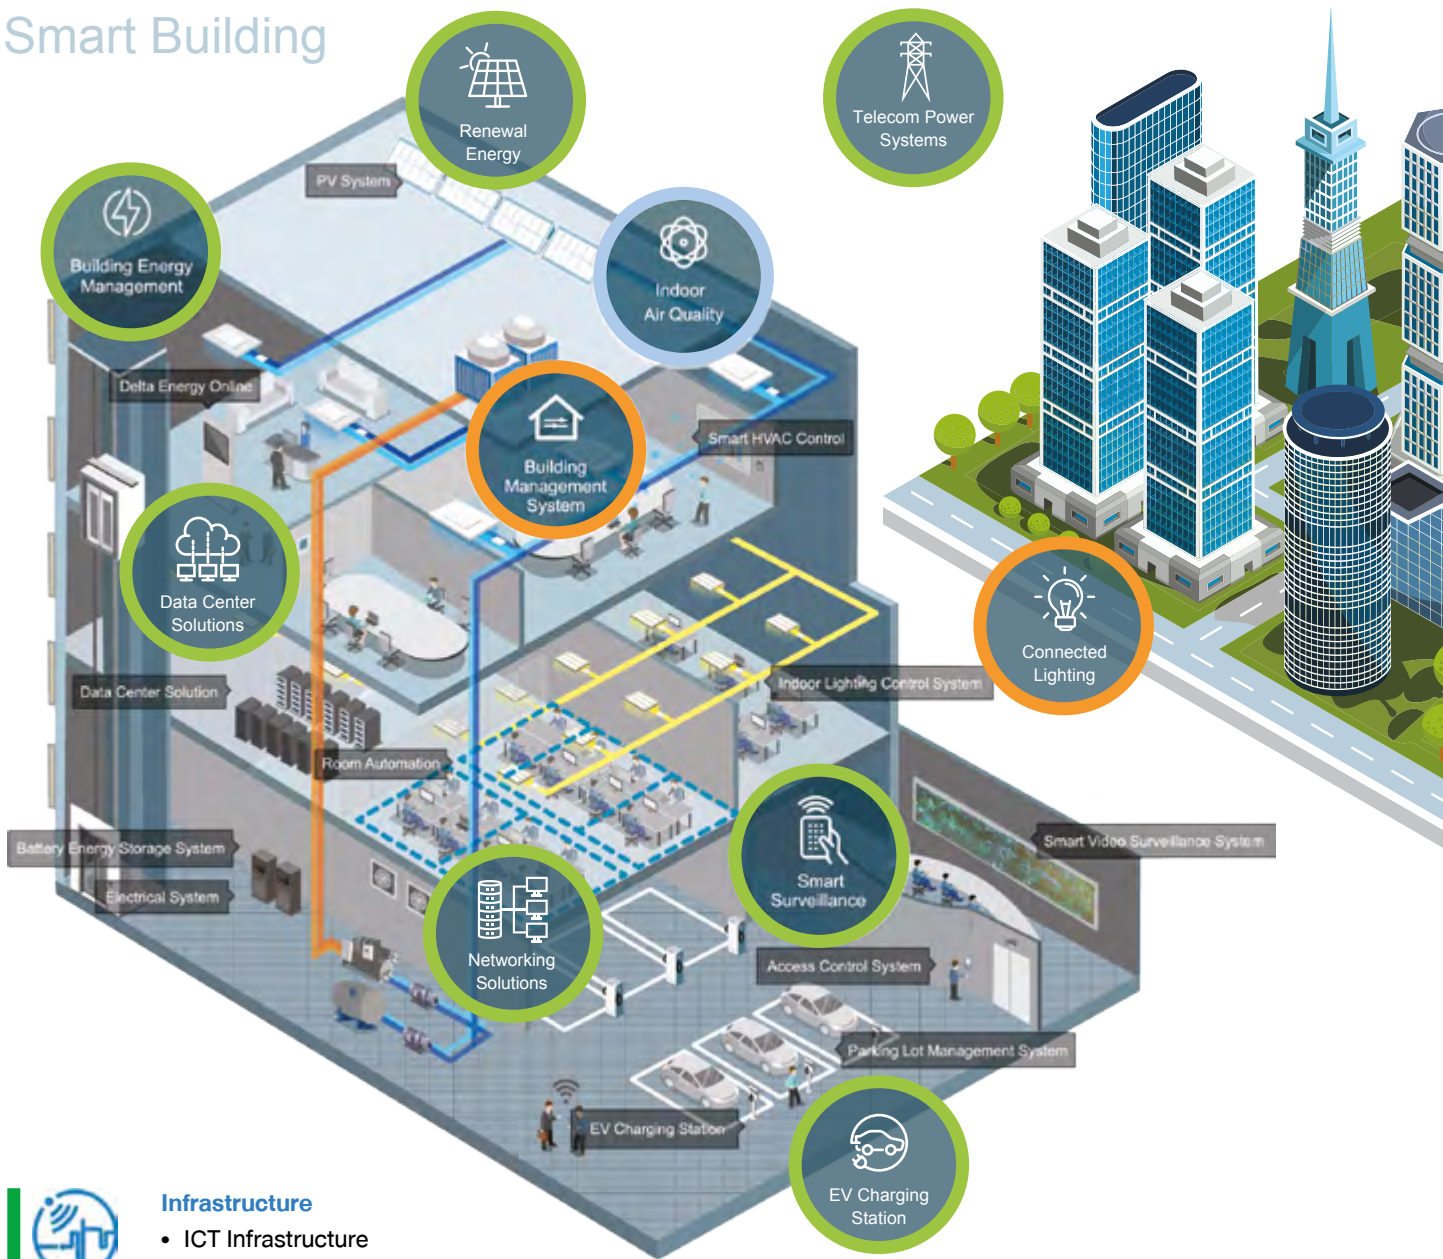 Smart Building
Renewal
Energy
Telecom Power
Systems
PV System
Building Energy
Management
Indoor
Air Quality
Delta Energy Online
Smart HVAC Control
Building
Management
System
Data Center
Solutions
Connected
Lighting
Data Center Solution
Indoor Lighting Control System
Room Automation
Battery Energy Storage System
Electrical System
Smart
Surveillance
Smart Video Surveillance System
Networking
Solutions
Access Control System
Parking Lot Management System
EV Charging Station
EV Charging
Station
Infrastructure
• ICT Infrastructure